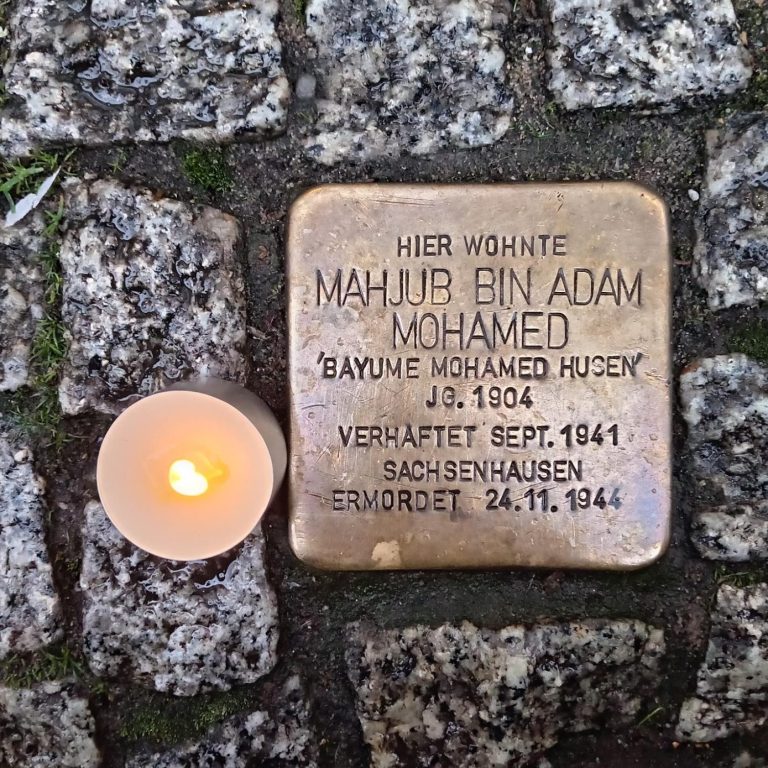 HIER WOHNTE
MAHJUB BIN ADAM
MOHAMED
'BAYUME MOHAMED HUSEN'
JG. 1904
VERHAFTET SEPT. 1941
SACHSENHAUSEN
ERMORDET 24.11.1944